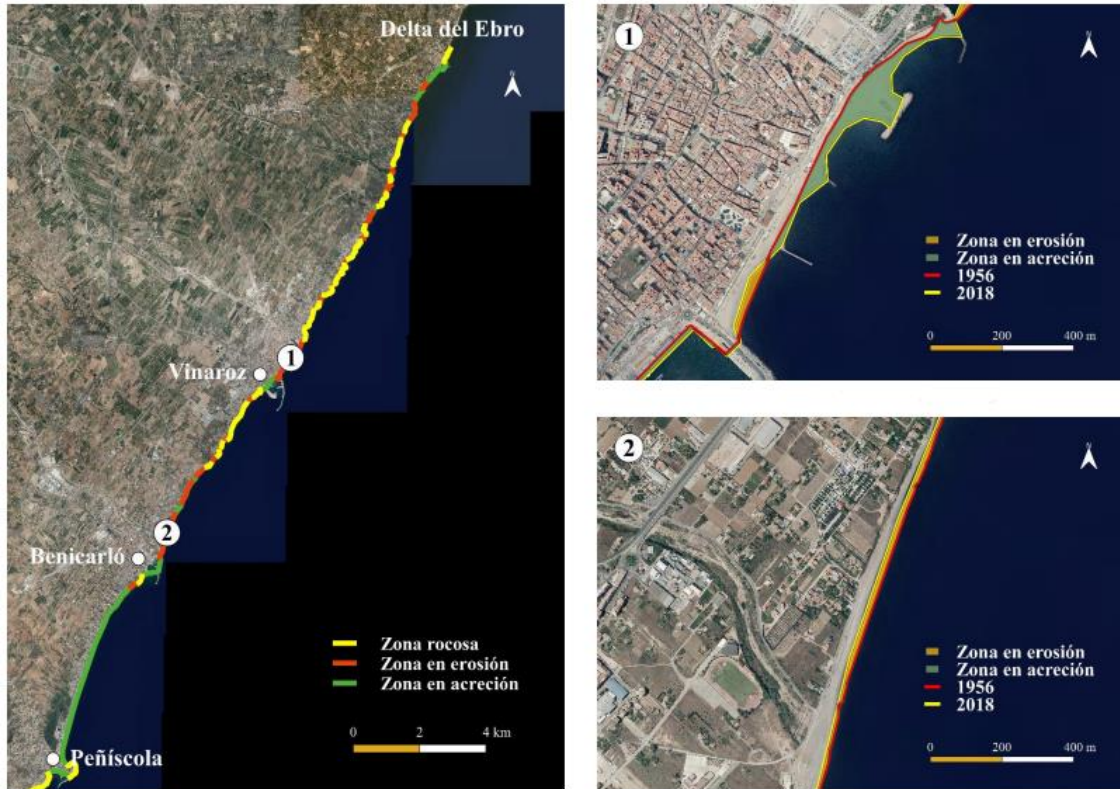 Delta del Ebro
N
1
Vinaroz
2
Benicarló
Zona rocosa
Zona en erosión
Zona en acreción
0 2 4 km
Peñíscola
1
N
Zona en erosión
Zona en acreción
1956
2018
0 200 400 m
2
N
Zona en erosión
Zona en acreción
1956
2018
0 200 400 m